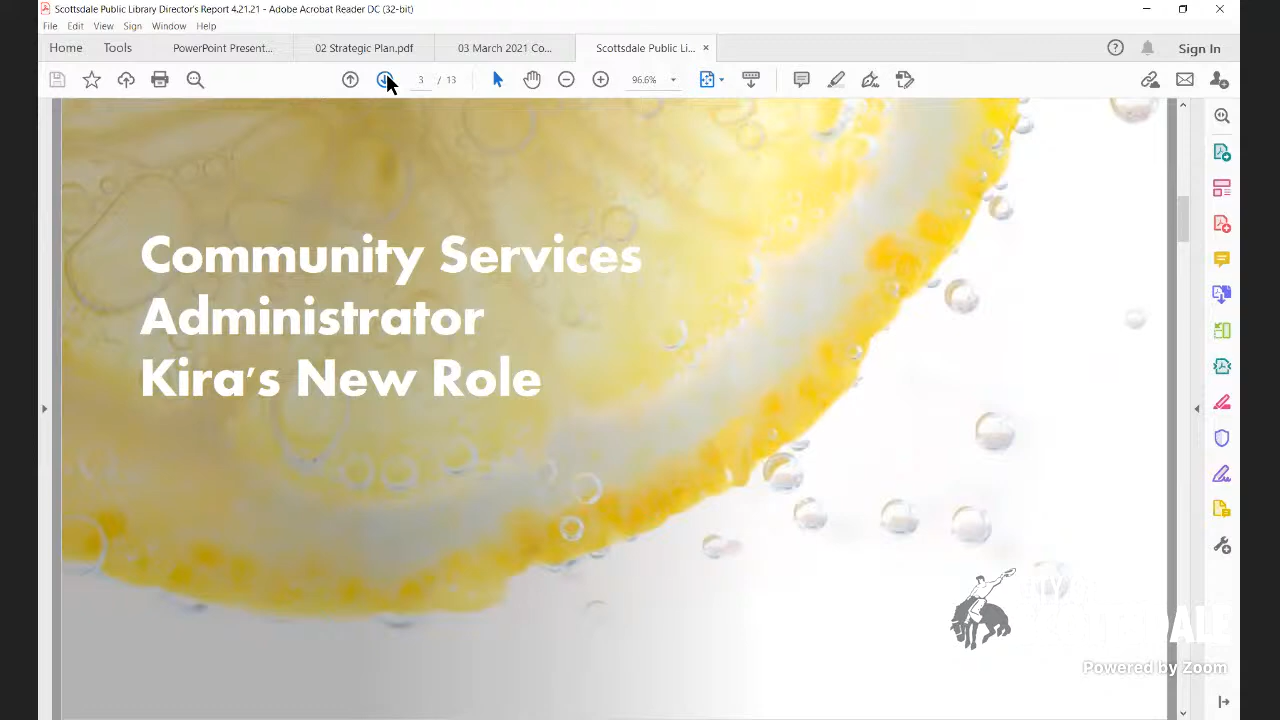 Scottsdale Public Library Director's Report 4.21.21 - Adobe Acrobat Reader DC (32-bit)
File Edit View Sign Window Help
Home Tools PowerPoint Present... 02 Strategic Plan.pdf 03 March 2021 Co... Scottsdale Public Li... × Sign In
3 / 13 96.6%
Community Services
Administrator
Kira's New Role
Powered by Zoom